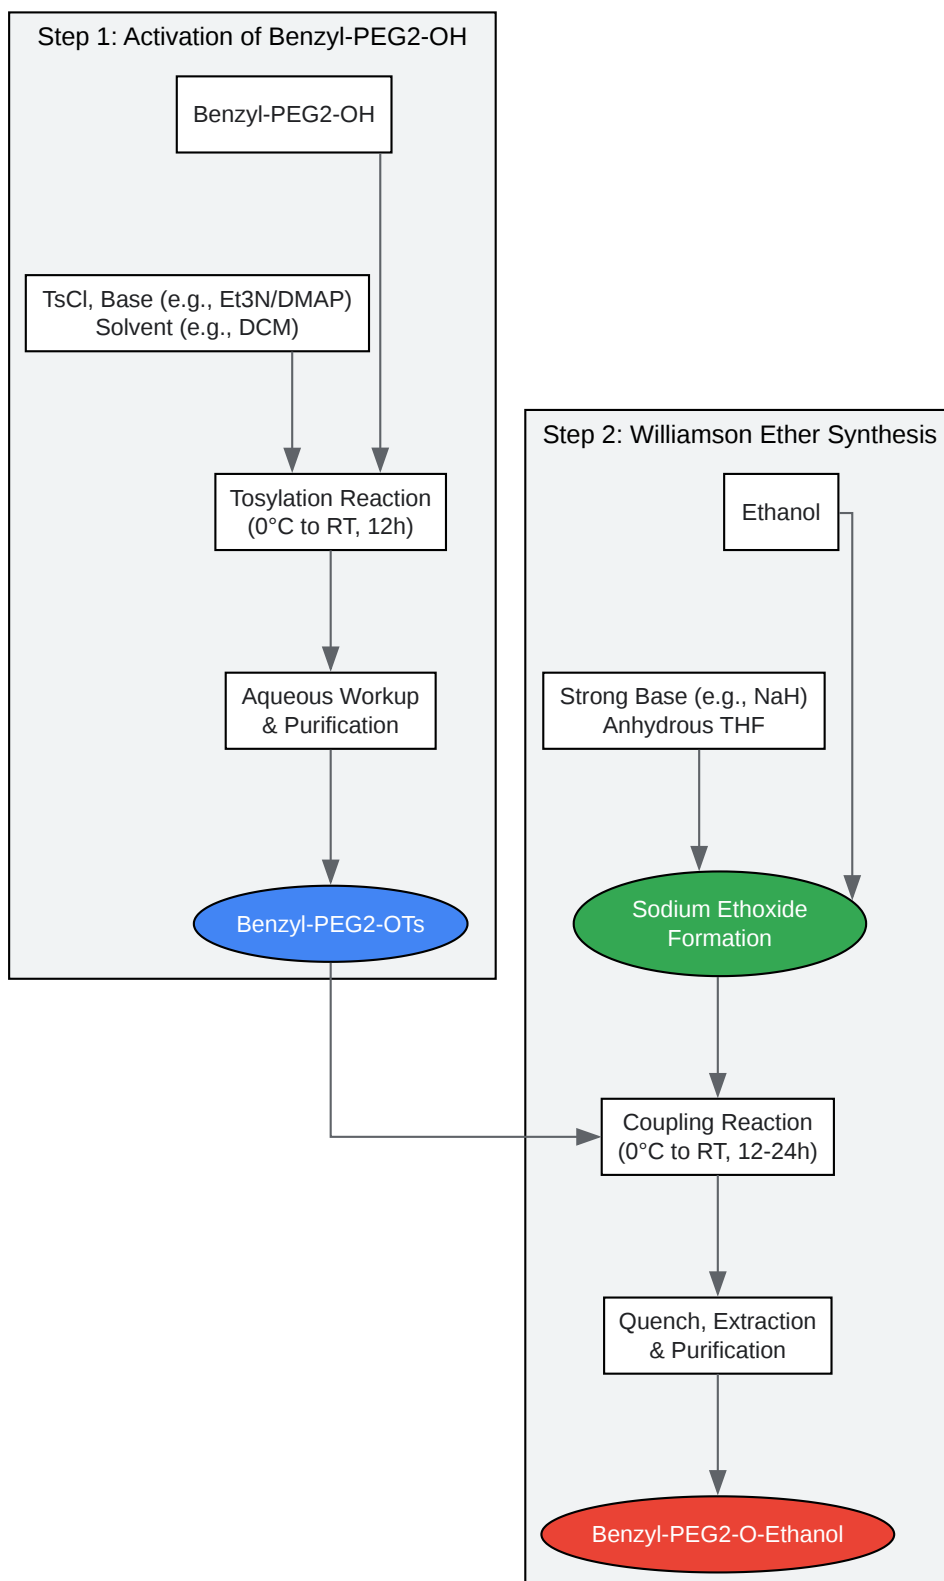 Step 1: Activation of Benzyl-PEG2-OH
Benzyl-PEG2-OH
TsCl, Base (e.g., Et3N/DMAP)
Solvent (e.g., DCM)
Tosylation Reaction
(0°C to RT, 12h)
Aqueous Workup
& Purification
Benzyl-PEG2-OTs
Step 2: Williamson Ether Synthesis
Ethanol
Strong Base (e.g., NaH)
Anhydrous THF
Sodium Ethoxide
Formation
Coupling Reaction
(0°C to RT, 12-24h)
Quench, Extraction
& Purification
Benzyl-PEG2-O-Ethanol